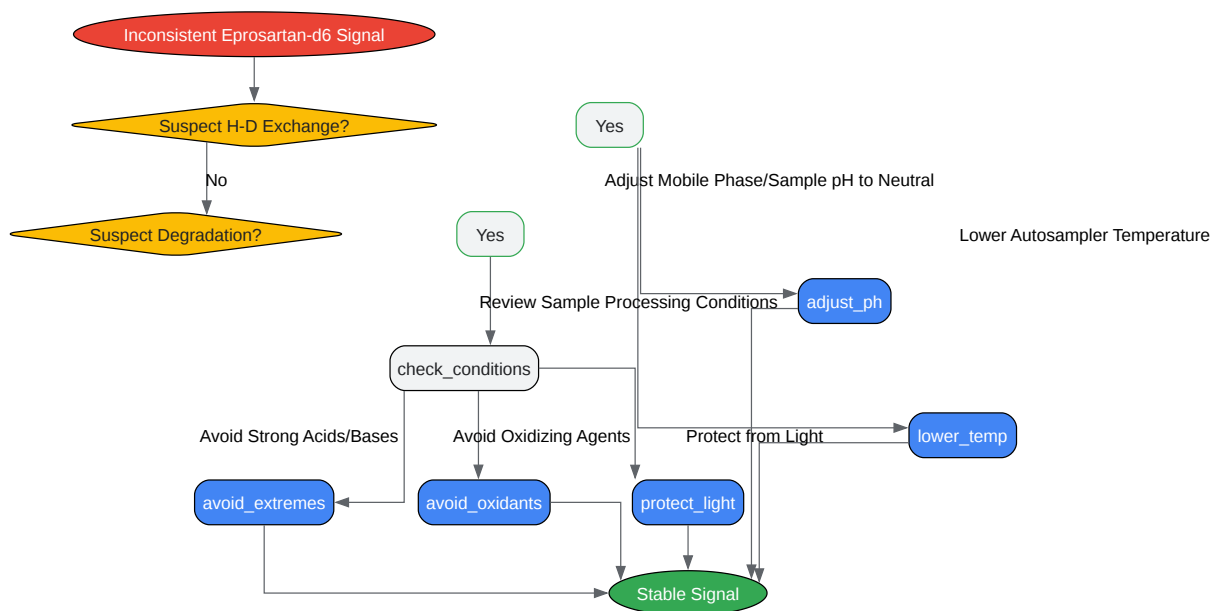 Inconsistent Eprosartan-d6 Signal
Suspect H-D Exchange?
Yes
No
Adjust Mobile Phase/Sample pH to Neutral
Suspect Degradation?
Yes
Lower Autosampler Temperature
Review Sample Processing Conditions
adjust_ph
check_conditions
Avoid Strong Acids/Bases
Avoid Oxidizing Agents
Protect from Light
lower_temp
avoid_extremes
avoid_oxidants
protect_light
Stable Signal